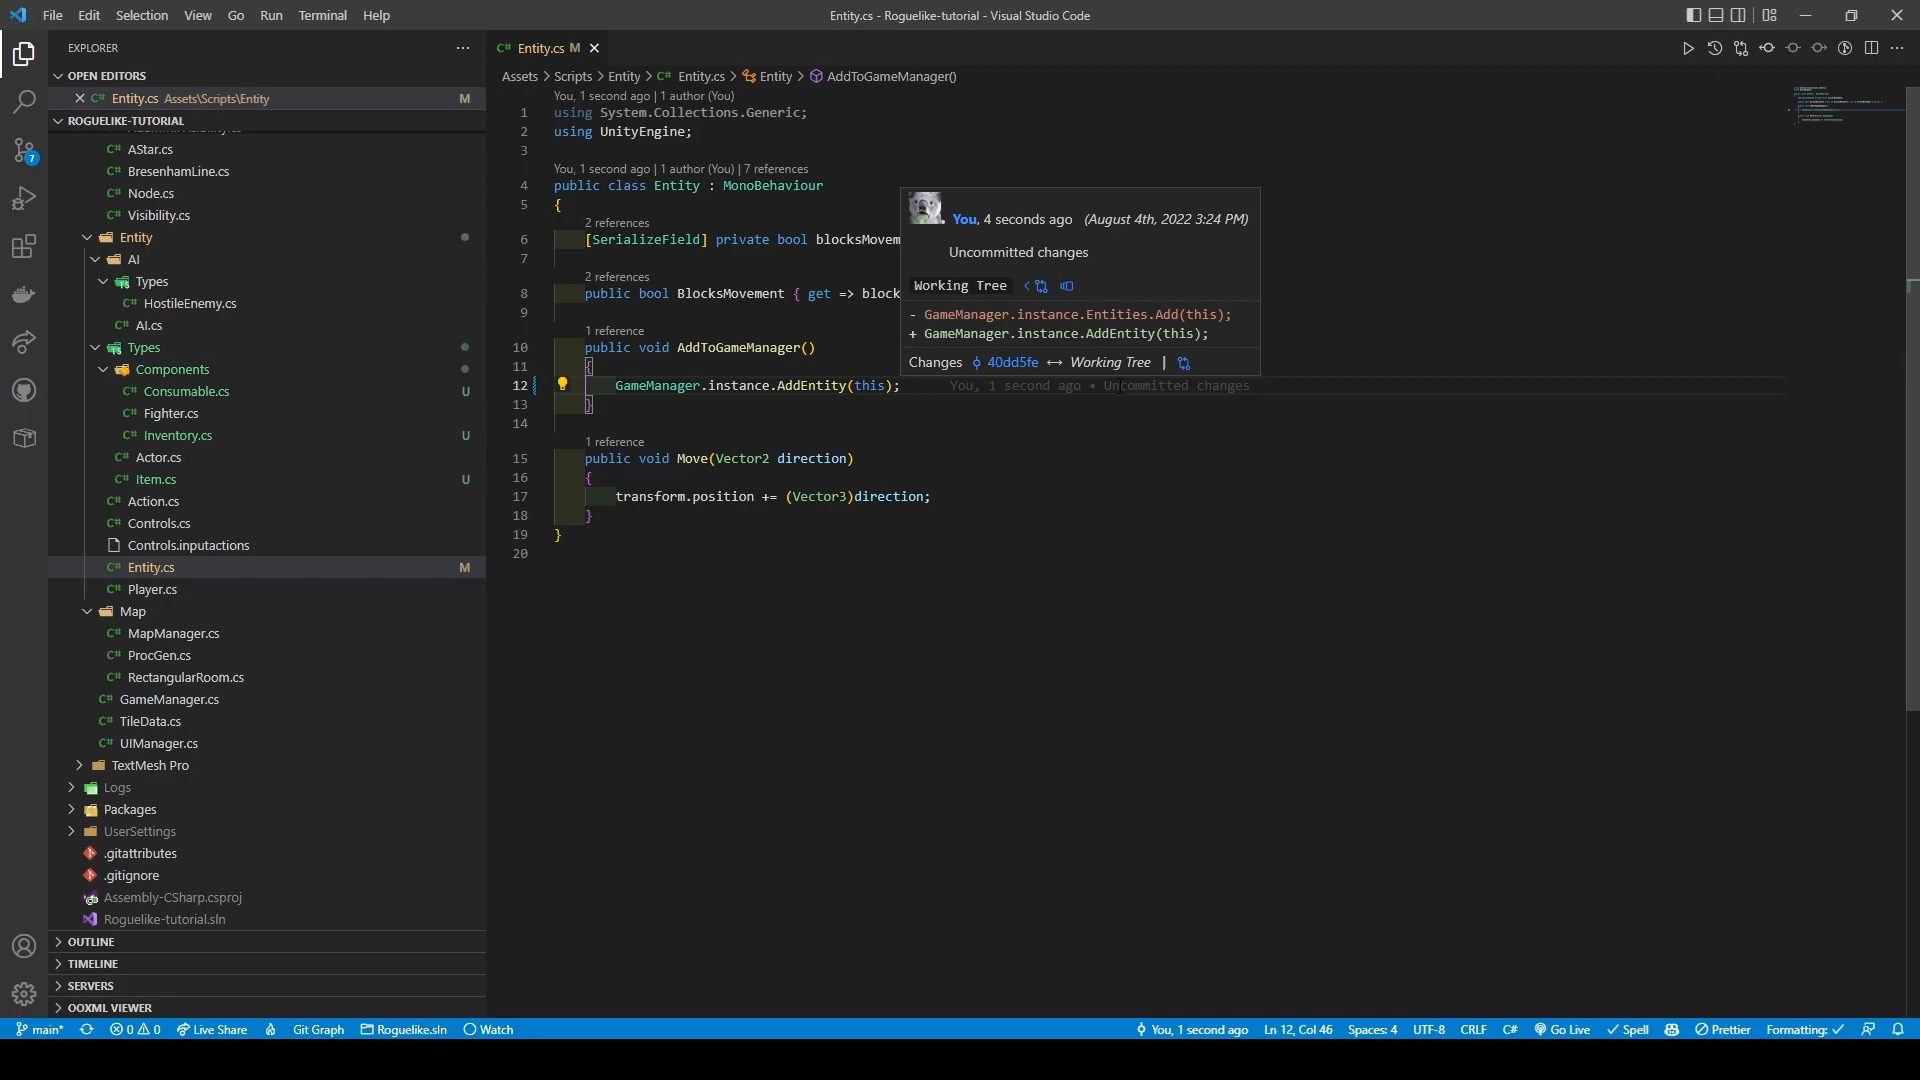 File Edit Selection View Go Run Terminal Help
Entity.cs - Roguelike-tutorial - Visual Studio Code
EXPLORER
OPEN EDITORS
Entity.cs Assets\Scripts\Entity M
ROGUELIKE-TUTORIAL
AStar.cs
BresenhamLine.cs
Node.cs
Visibility.cs
Entity
AI
Types
HostileEnemy.cs
AI.cs
Types
Components
Consumable.cs U
Fighter.cs
Inventory.cs U
Actor.cs
Item.cs U
Action.cs
Controls.cs
Controls.inputactions
Entity.cs M
Player.cs
Map
MapManager.cs
ProcGen.cs
RectangularRoom.cs
GameManager.cs
TileData.cs
UIManager.cs
TextMesh Pro
Logs
Packages
UserSettings
.gitattributes
.gitignore
Assembly-CSharp.csproj
Roguelike-tutorial.sln
OUTLINE
TIMELINE
SERVERS
OOXML VIEWER
7
Entity.cs M
Assets > Scripts > Entity > Entity.cs > Entity > AddToGameManager()
You, 1 second ago | 1 author (You)
1 using System.Collections.Generic;
2 using UnityEngine;
3
You, 1 second ago | 1 author (You) | 7 references
4 public class Entity : MonoBehaviour
5 {
2 references
6 [SerializeField] private bool blocksMovem
7
2 references
8 public bool BlocksMovement { get => block
9
1 reference
10 public void AddToGameManager()
11 {
12 GameManager.instance.AddEntity(this); You, 1 second ago • Uncommitted changes
13 }
14
1 reference
15 public void Move(Vector2 direction)
16 {
17 transform.position += (Vector3)direction;
18 }
19 }
20
You, 4 seconds ago (August 4th, 2022 3:24 PM)
Uncommitted changes
Working Tree
- GameManager.instance.Entities.Add(this);
+ GameManager.instance.AddEntity(this);
Changes 40dd5fe ↔ Working Tree |
main* 0 0 Live Share Git Graph Roguelike.sln Watch
You, 1 second ago Ln 12, Col 46 Spaces: 4 UTF-8 CRLF C# Go Live Spell Prettier Formatting: ✓